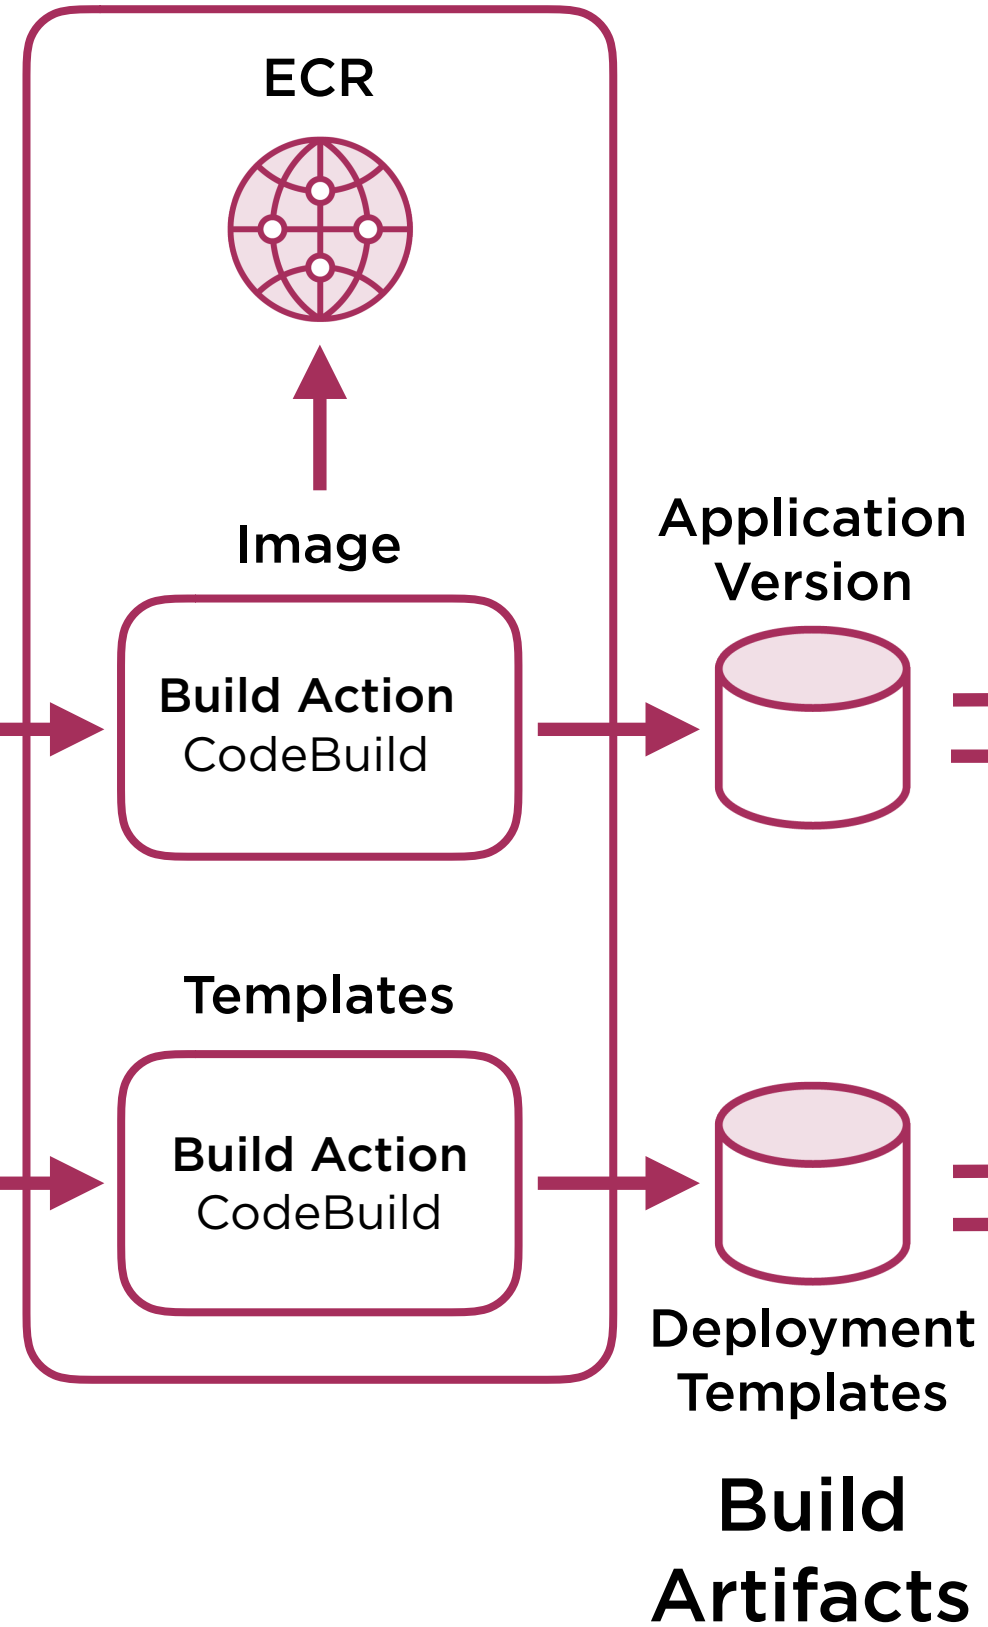 ECR
Image
Build Action
CodeBuild
Application
Version
Templates
Build Action
CodeBuild
Deployment
Templates
Build
Artifacts